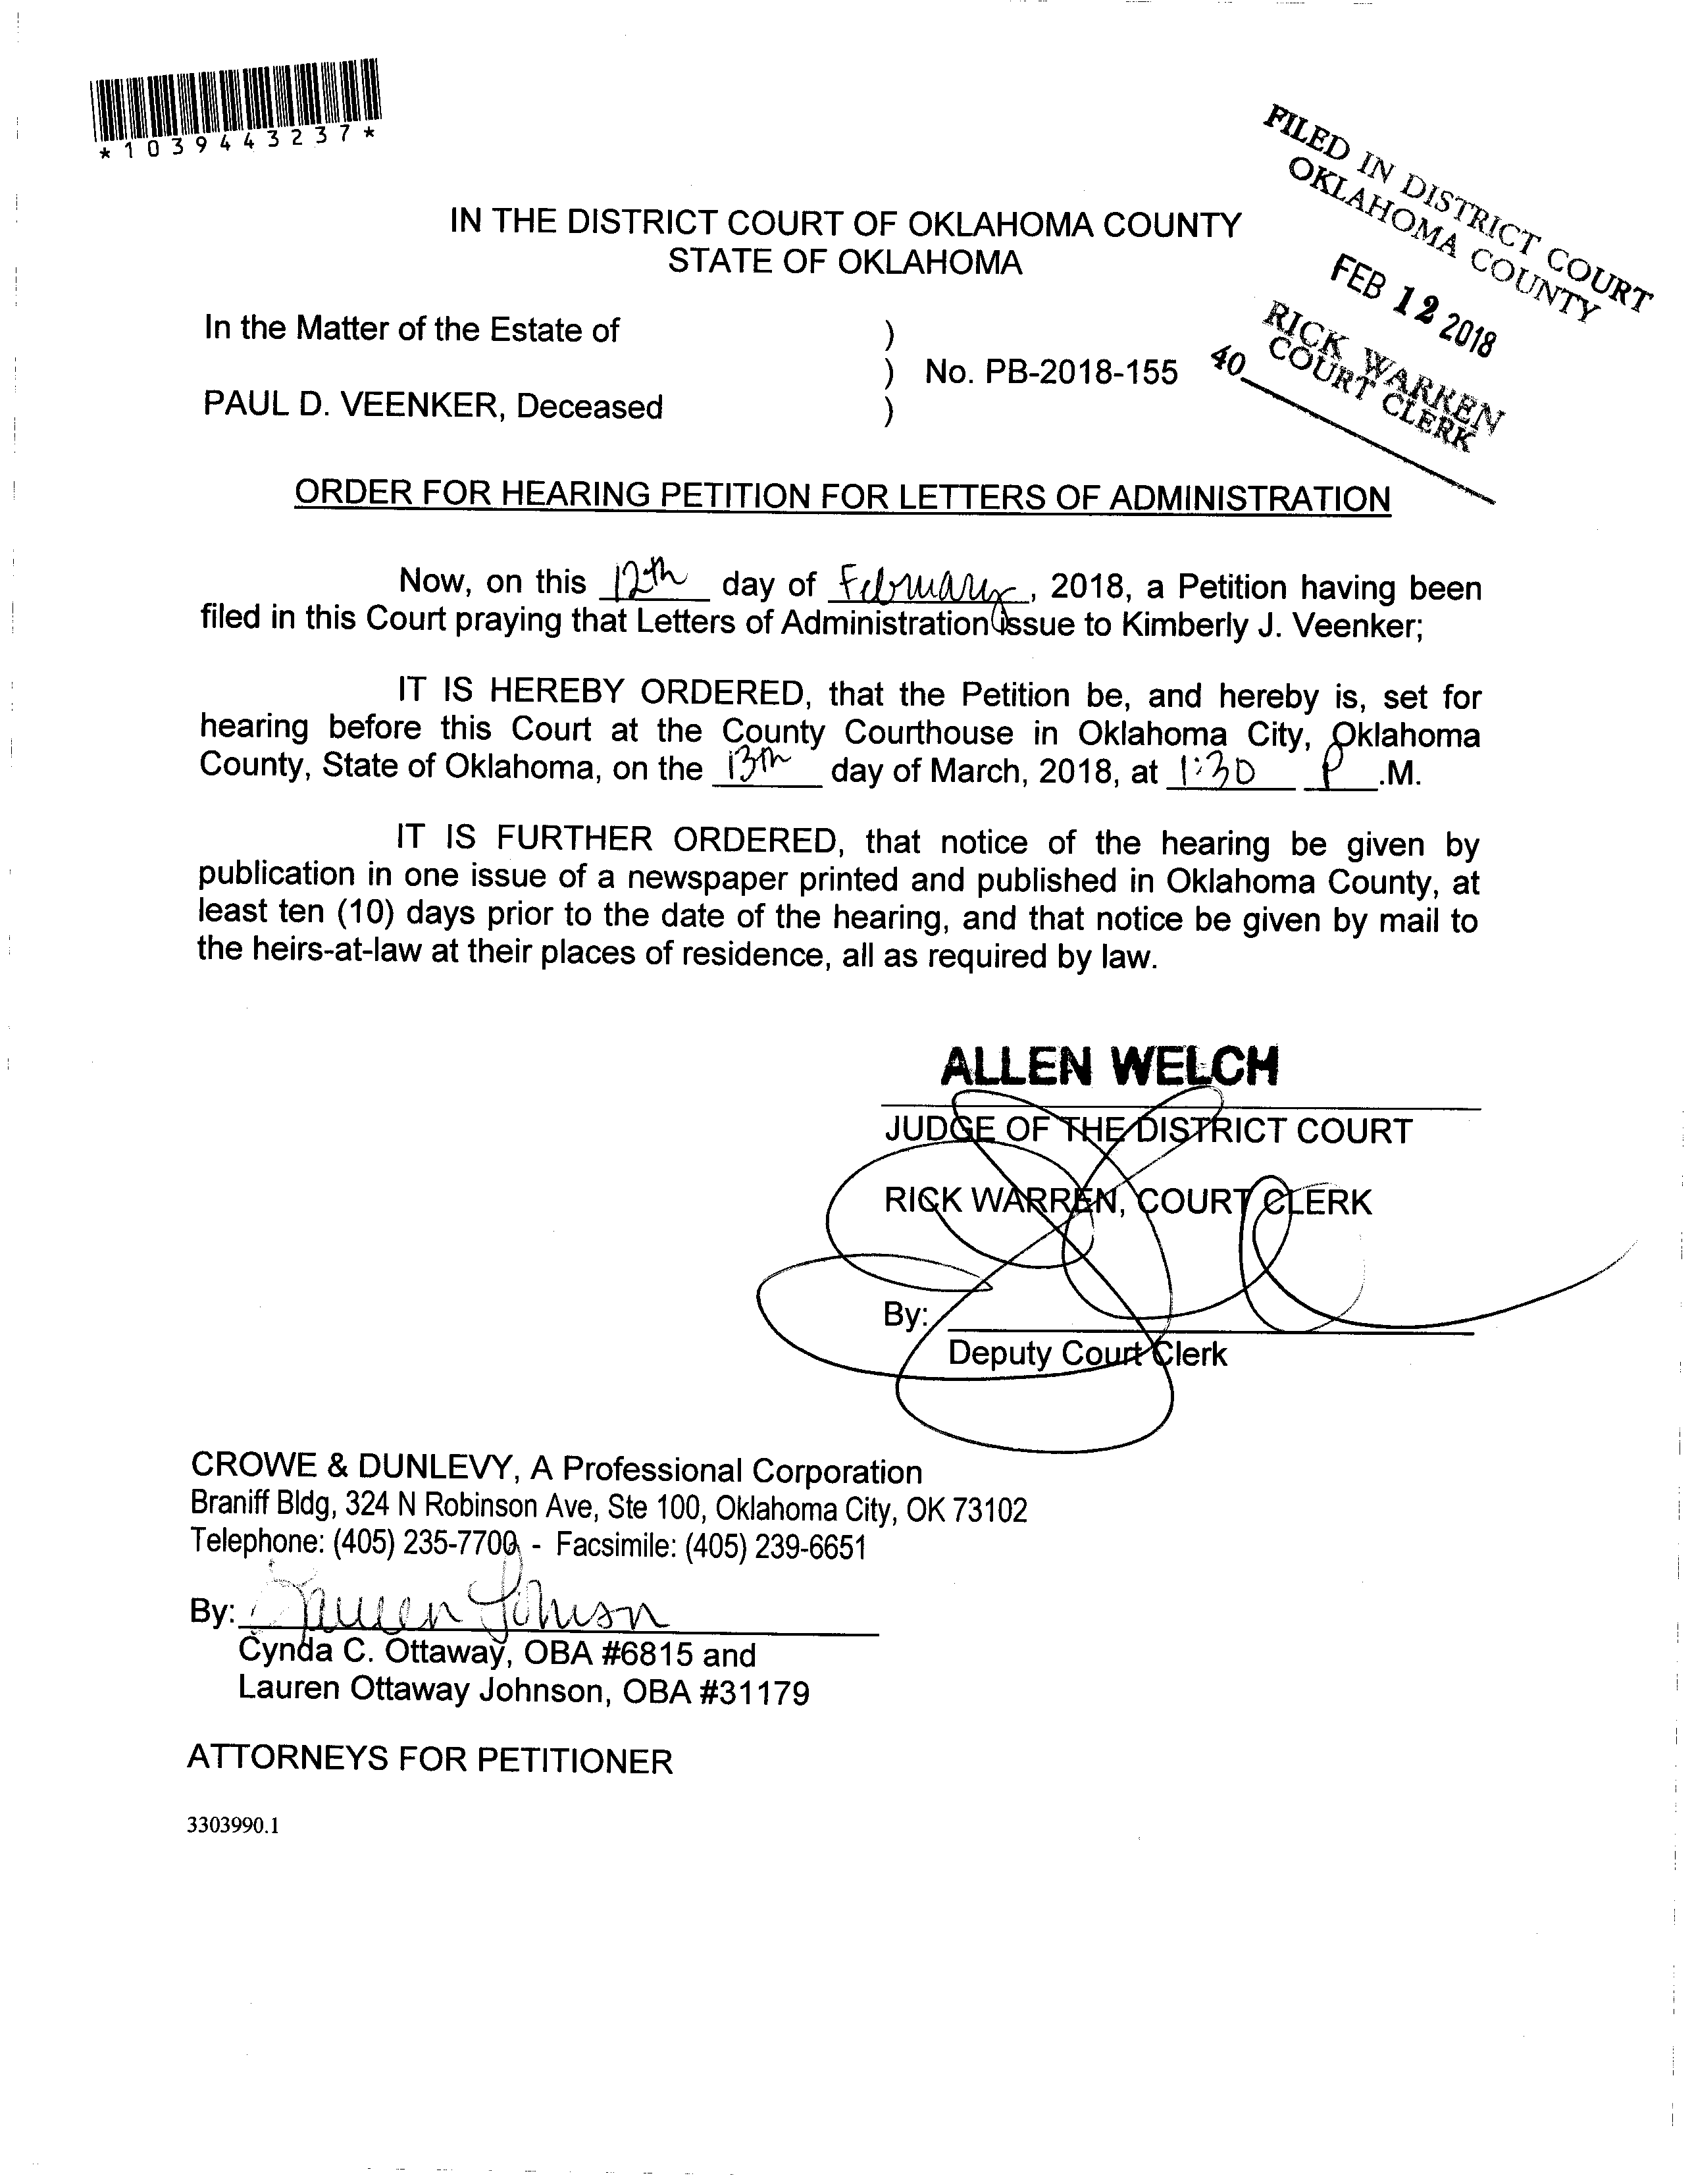 *1039443237*
FILED IN DISTRICT COURT
OKLAHOMA COUNTY
FEB 12 2018
RICK WARREN
COURT CLERK
40
IN THE DISTRICT COURT OF OKLAHOMA COUNTY
STATE OF OKLAHOMA
In the Matter of the Estate of )
) No. PB-2018-155
PAUL D. VEENKER, Deceased )
ORDER FOR HEARING PETITION FOR LETTERS OF ADMINISTRATION
Now, on this 12th day of February, 2018, a Petition having been
filed in this Court praying that Letters of Administration issue to Kimberly J. Veenker;
IT IS HEREBY ORDERED, that the Petition be, and hereby is, set for
hearing before this Court at the County Courthouse in Oklahoma City, Oklahoma
County, State of Oklahoma, on the 13th day of March, 2018, at 1:30 P.M.
IT IS FURTHER ORDERED, that notice of the hearing be given by
publication in one issue of a newspaper printed and published in Oklahoma County, at
least ten (10) days prior to the date of the hearing, and that notice be given by mail to
the heirs-at-law at their places of residence, all as required by law.
ALLEN WELCH
JUDGE OF THE DISTRICT COURT
RICK WARREN, COURT CLERK
By:
Deputy Court Clerk
CROWE & DUNLEVY, A Professional Corporation
Braniff Bldg, 324 N Robinson Ave, Ste 100, Oklahoma City, OK 73102
Telephone: (405) 235-7700 - Facsimile: (405) 239-6651
By: Lauren Johnson
Cynda C. Ottaway, OBA #6815 and
Lauren Ottaway Johnson, OBA #31179
ATTORNEYS FOR PETITIONER
3303990.1